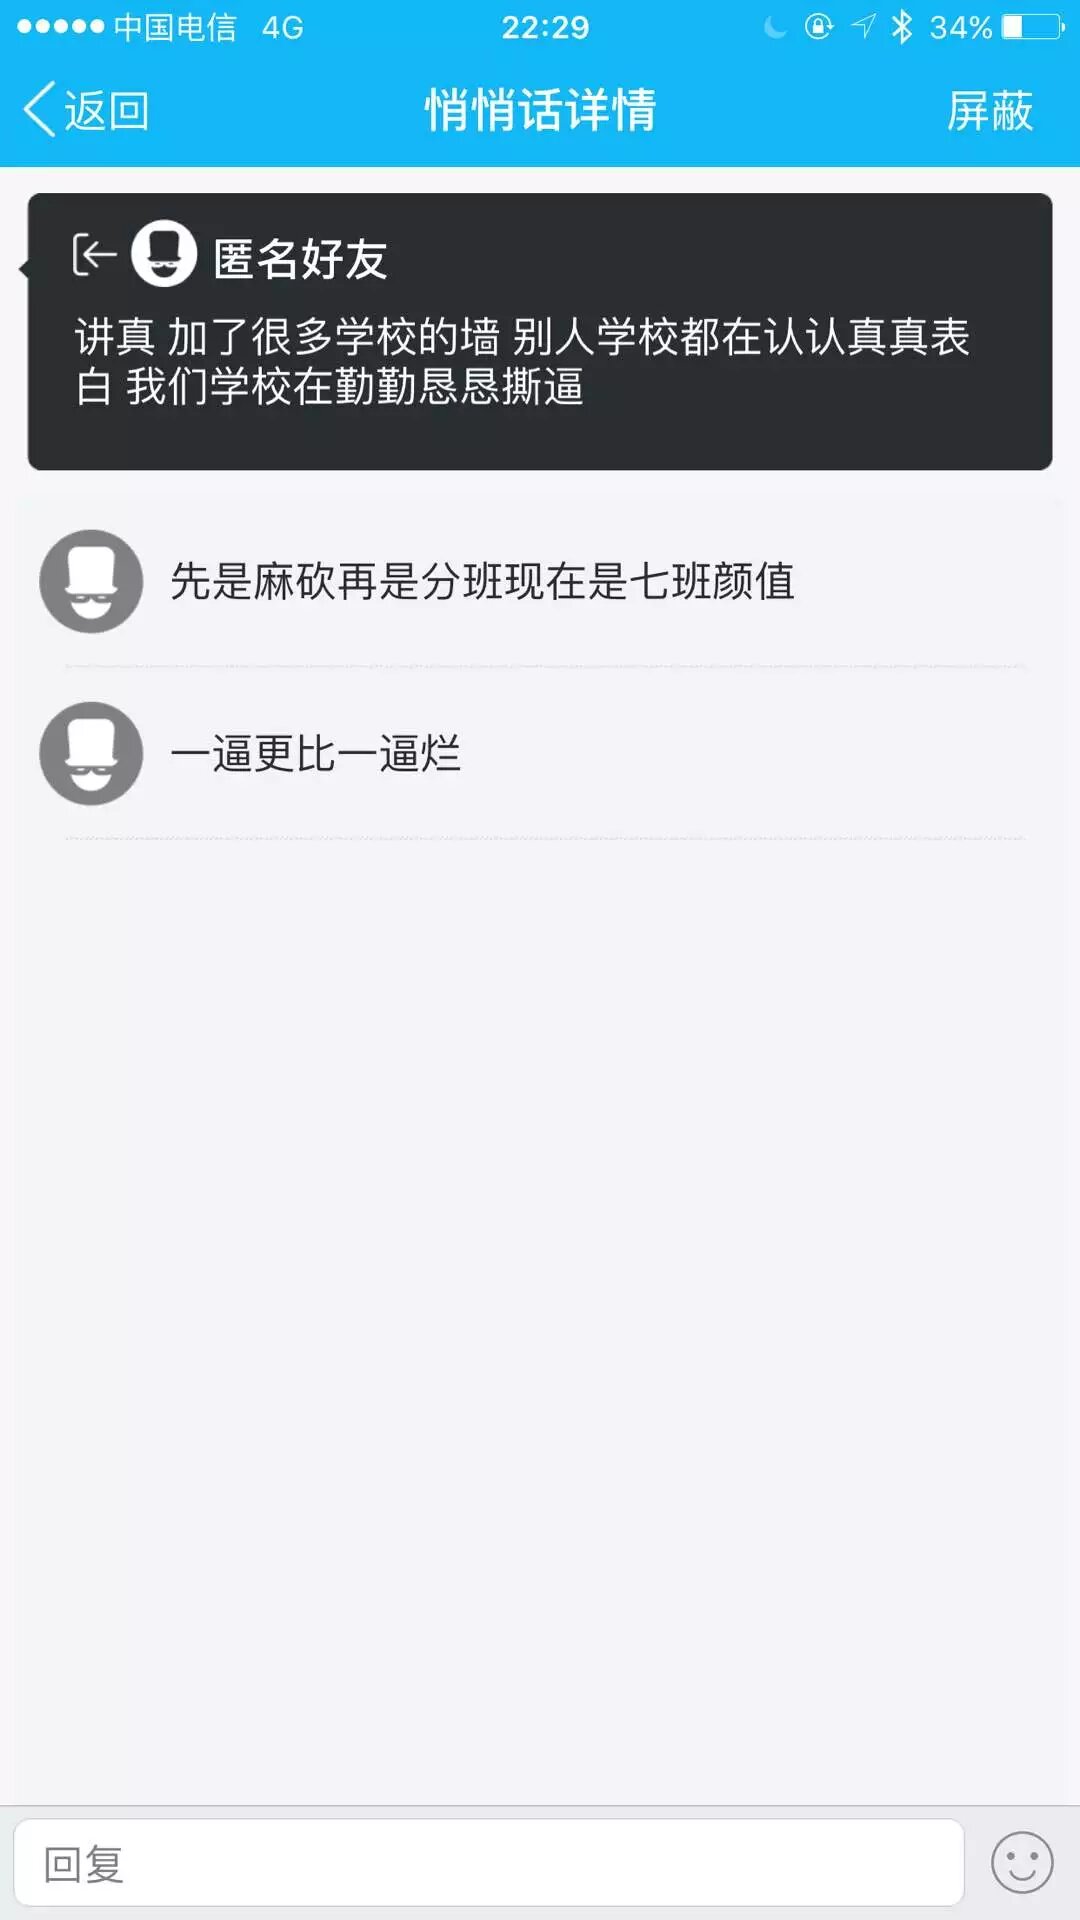 中国电信 4G 22:29 34%
返回 悄悄话详情 屏蔽
匿名好友
讲真 加了很多学校的墙 别人学校都在认认真真表
白 我们学校在勤勤恳恳撕逼
先是麻砍再是分班现在是七班颜值
一逼更比一逼烂
回复